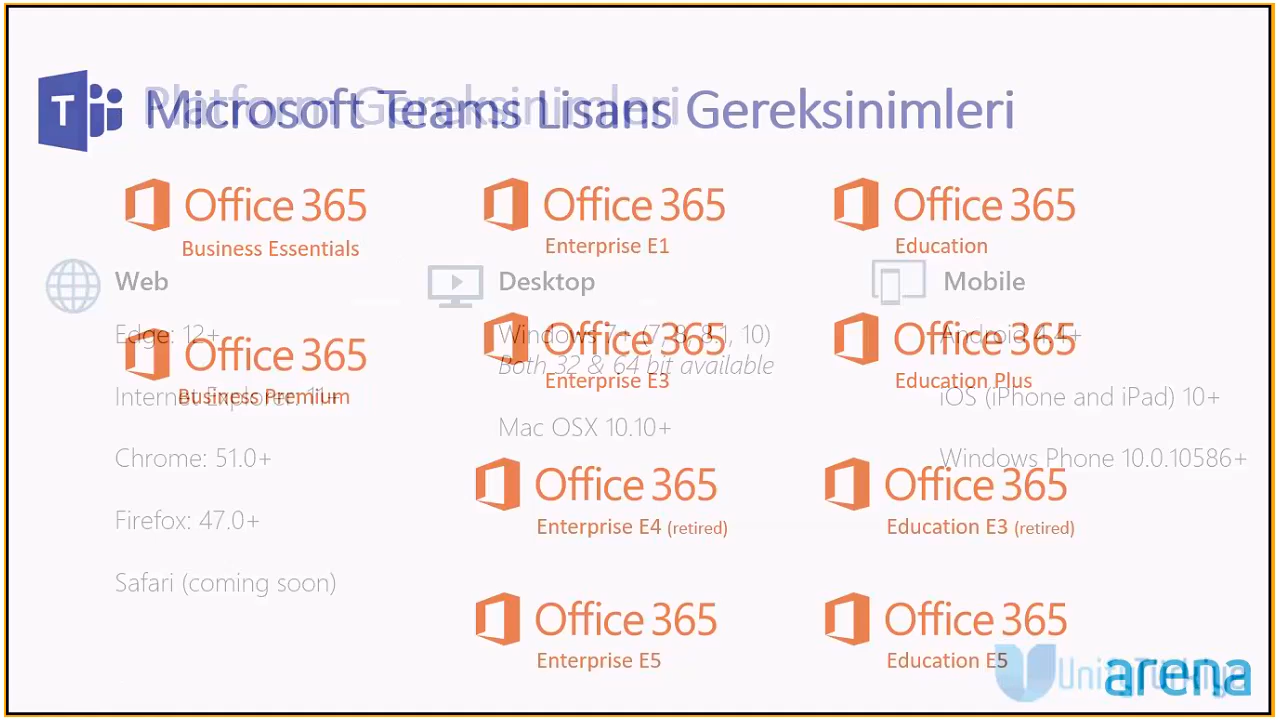 Microsoft Teams Lisans Gereksinimleri
Platform Gereksinimleri
Office 365
Business Essentials
Office 365
Enterprise E1
Office 365
Education
Office 365
Business Premium
Office 365
Enterprise E3
Office 365
Education Plus
Office 365
Enterprise E4 (retired)
Office 365
Education E3 (retired)
Office 365
Enterprise E5
Office 365
Education E5
Web
Edge: 12+
Internet Explorer: 11+
Chrome: 51.0+
Firefox: 47.0+
Safari (coming soon)
Desktop
Windows 7+ (7, 8, 8.1, 10)
Both 32 & 64 bit available
Mac OSX 10.10+
Mobile
Android 4.4+
iOS (iPhone and iPad) 10+
Windows Phone 10.0.10586+
arena